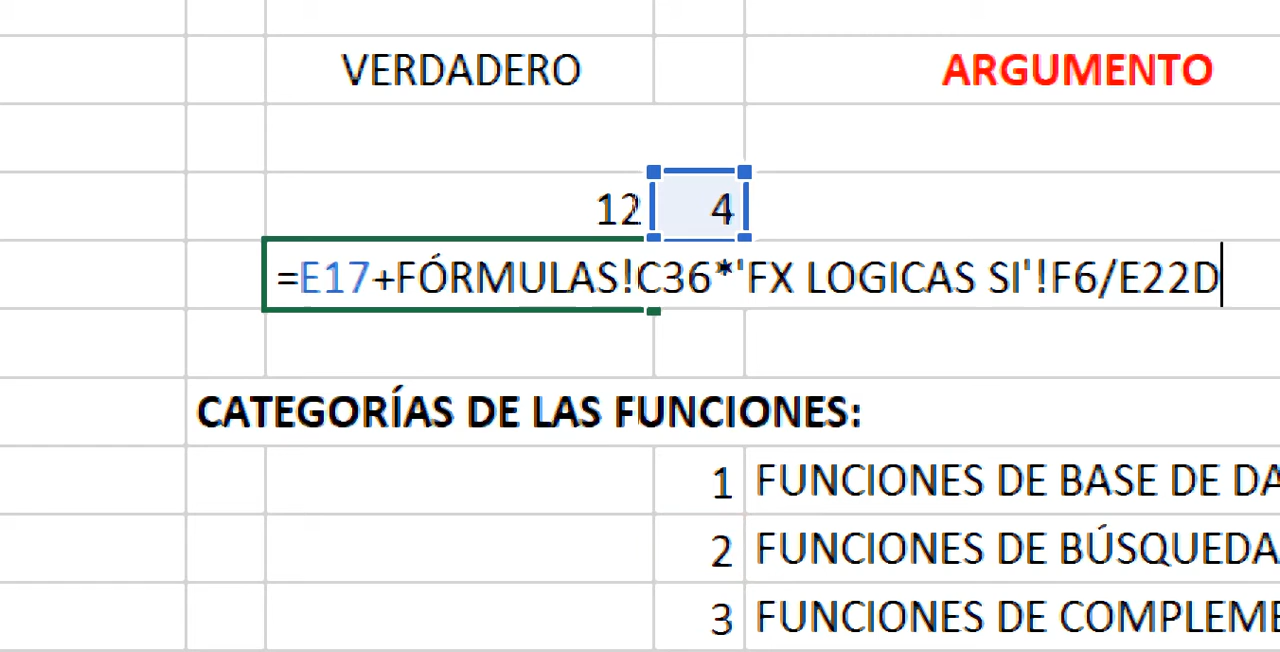 VERDADERO ARGUMENTO
12 4
=E17+FÓRMULAS!C36*'FX LOGICAS SI'!F6/E22D
CATEGORÍAS DE LAS FUNCIONES:
1 FUNCIONES DE BASE DE DA
2 FUNCIONES DE BÚSQUEDA
3 FUNCIONES DE COMPLEME